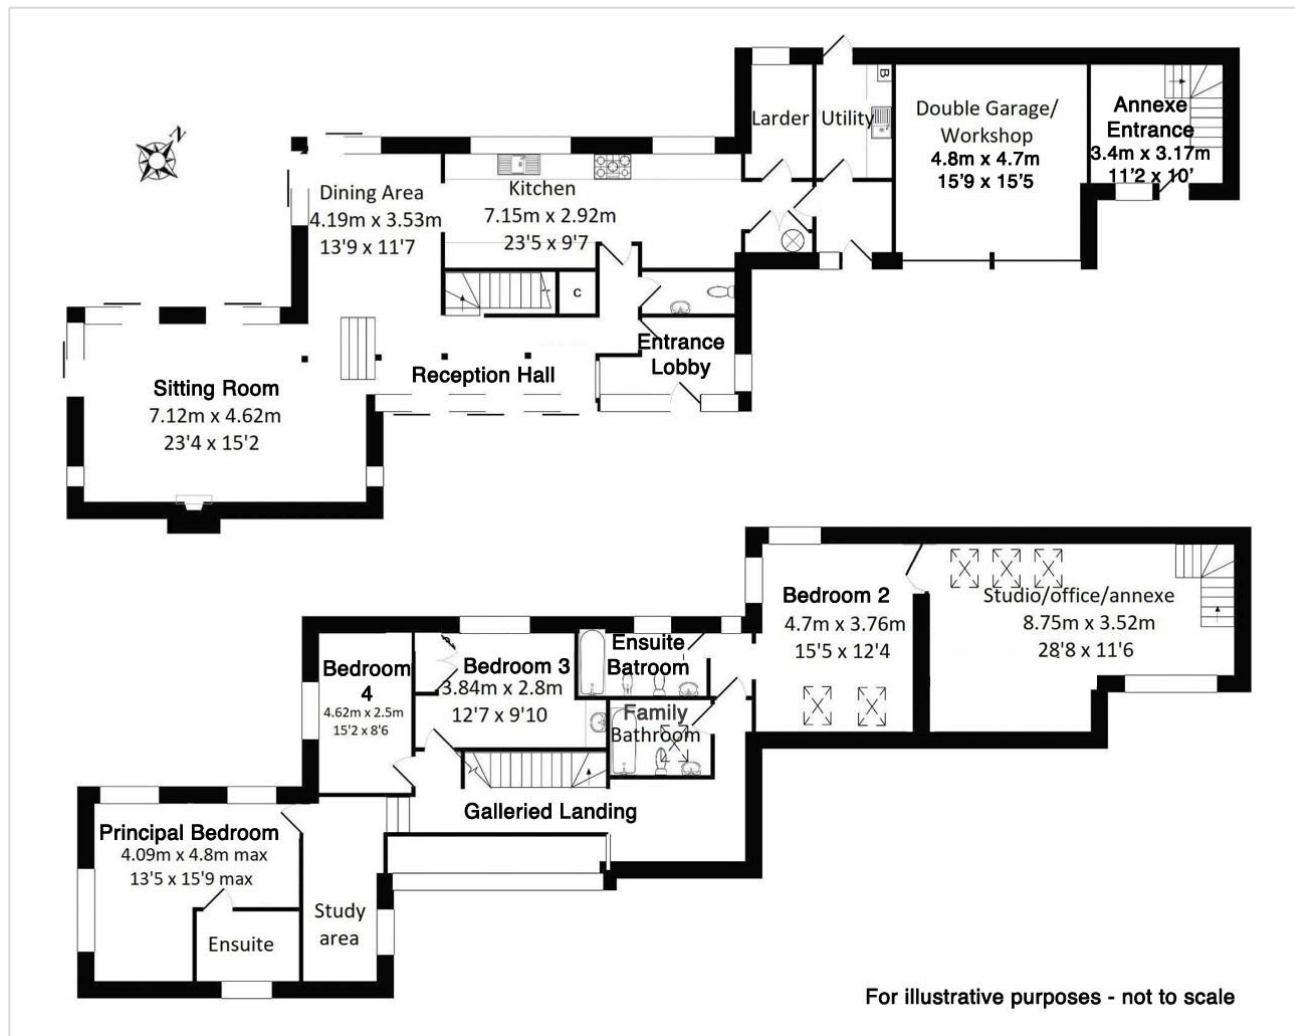 N
Larder
Utility
B
Double Garage/
Workshop
4.8m x 4.7m
15'9 x 15'5
Annexe
Entrance
3.4m x 3.17m
11'2 x 10'
Dining Area
4.19m x 3.53m
13'9 x 11'7
Kitchen
7.15m x 2.92m
23'5 x 9'7
C
Entrance
Lobby
Reception Hall
Sitting Room
7.12m x 4.62m
23'4 x 15'2
Bedroom 2
4.7m x 3.76m
15'5 x 12'4
Studio/office/annexe
8.75m x 3.52m
28'8 x 11'6
Bedroom
4
4.62m x 2.5m
15'2 x 8'6
Bedroom 3
3.84m x 2.8m
12'7 x 9'10
Ensuite
Batroom
Family
Bathroom
Galleried Landing
Principal Bedroom
4.09m x 4.8m max
13'5 x 15'9 max
Study
area
Ensuite
For illustrative purposes - not to scale